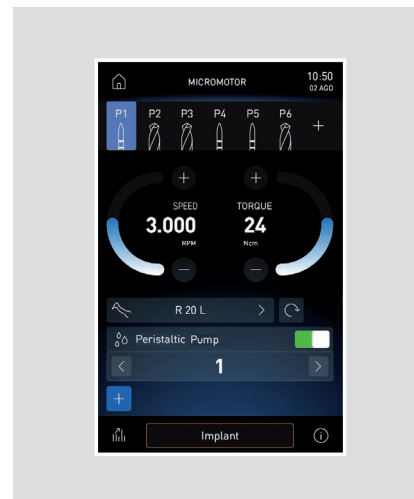 MICROMOTOR
10:50
02 AGO
P1 P2 P3 P4 P5 P6 +
+ +
SPEED TORQUE
3.000 24
RPM Ncm
− −
R 20 L >
Peristaltic Pump
< 1 >
+
Implant